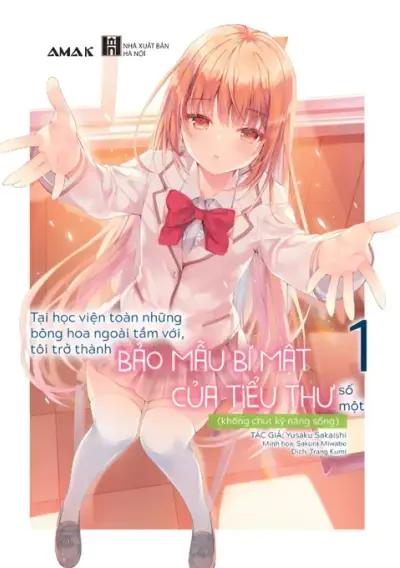 AMAK
NHÀ XUẤT BẢN
HÀ NỘI
Tại học viện toàn những
bông hoa ngoài tầm với,
tôi trở thành
BẢO MẪU BÍ MẬT
CỦA TIỂU THƯ
số
một
1
(không chút kỹ năng sống)
TÁC GIẢ: Yusaku Sakaishi
Minh họa: Sakura Miwabe
Dịch: Trang Kumi